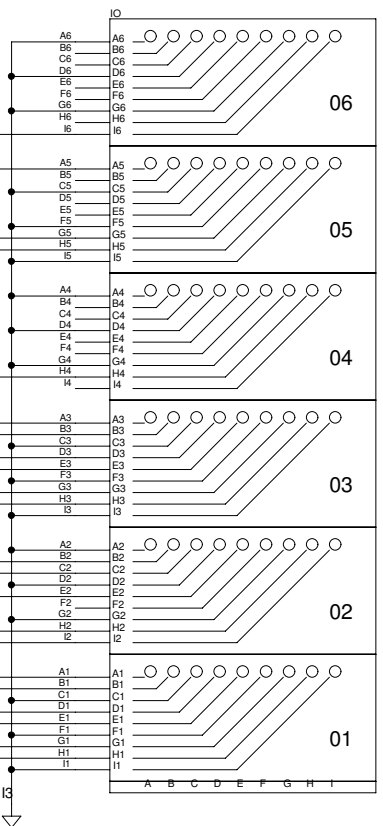 IO
A6 A6
B6 B6
C6 C6
D6 D6
E6 E6
F6 F6
G6 G6
H6 H6
I6 I6
06
A5 A5
B5 B5
C5 C5
D5 D5
E5 E5
F5 F5
G5 G5
H5 H5
I5 I5
05
A4 A4
B4 B4
C4 C4
D4 D4
E4 E4
F4 F4
G4 G4
H4 H4
I4 I4
04
A3 A3
B3 B3
C3 C3
D3 D3
E3 E3
F3 F3
G3 G3
H3 H3
I3 I3
03
A2 A2
B2 B2
C2 C2
D2 D2
E2 E2
F2 F2
G2 G2
H2 H2
I2 I2
02
A1 A1
B1 B1
C1 C1
D1 D1
E1 E1
F1 F1
G1 G1
H1 H1
I1 I1
01
A B C D E F G H I
I3